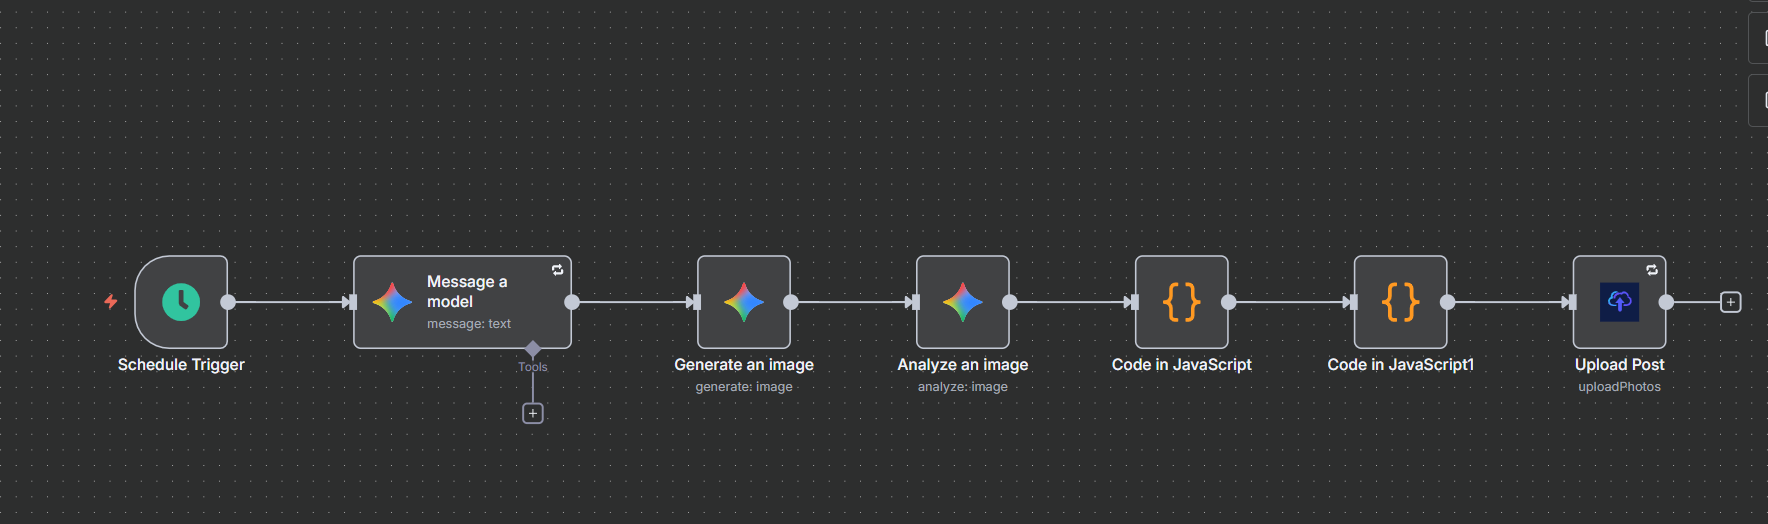 Message a
model
message: text
Tools
Schedule Trigger
Generate an image
generate: image
Analyze an image
analyze: image
Code in JavaScript
Code in JavaScript1
Upload Post
uploadPhotos